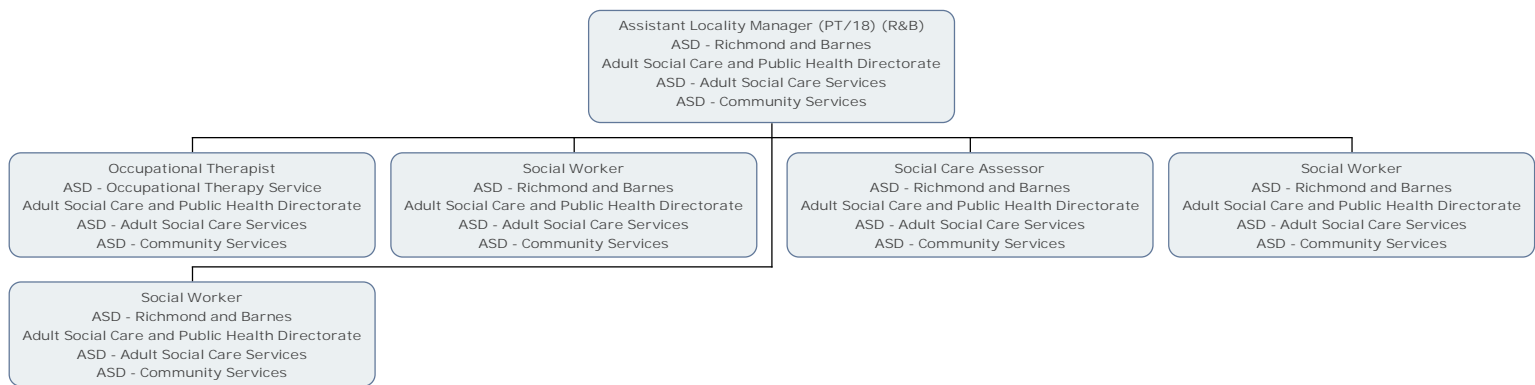 Assistant Locality Manager (PT/18) (R&B)
ASD - Richmond and Barnes
Adult Social Care and Public Health Directorate
ASD - Adult Social Care Services
ASD - Community Services
Occupational Therapist
ASD - Occupational Therapy Service
Adult Social Care and Public Health Directorate
ASD - Adult Social Care Services
ASD - Community Services
Social Worker
ASD - Richmond and Barnes
Adult Social Care and Public Health Directorate
ASD - Adult Social Care Services
ASD - Community Services
Social Care Assessor
ASD - Richmond and Barnes
Adult Social Care and Public Health Directorate
ASD - Adult Social Care Services
ASD - Community Services
Social Worker
ASD - Richmond and Barnes
Adult Social Care and Public Health Directorate
ASD - Adult Social Care Services
ASD - Community Services
Social Worker
ASD - Richmond and Barnes
Adult Social Care and Public Health Directorate
ASD - Adult Social Care Services
ASD - Community Services